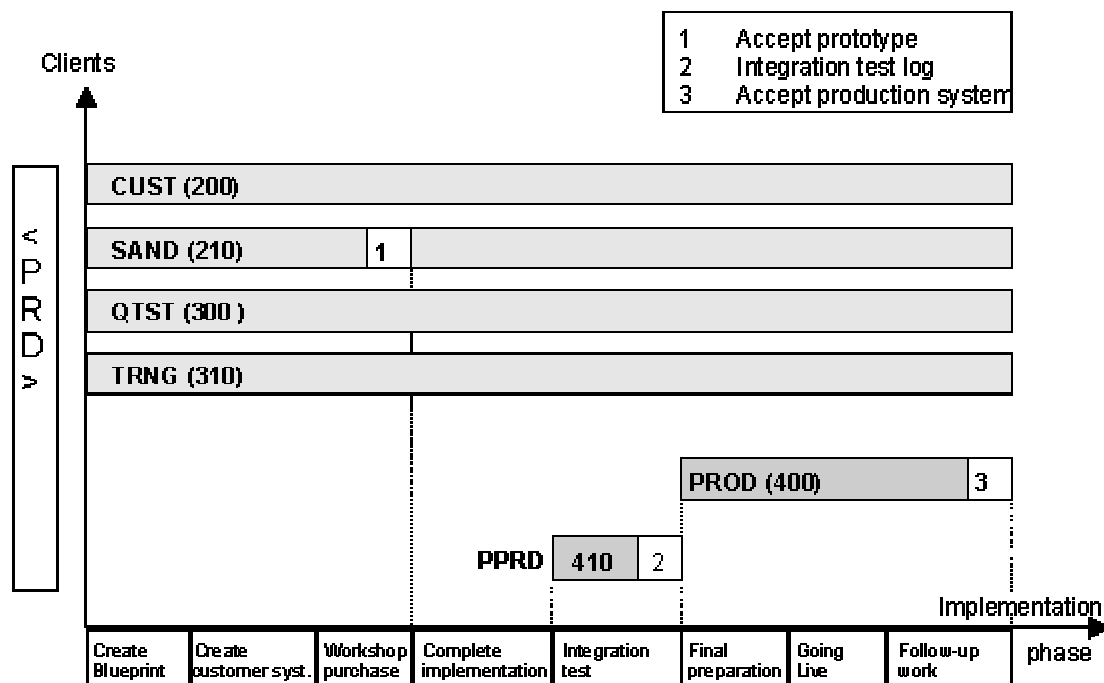 1 Accept prototype
2 Integration test log
3 Accept production system
Clients
< P R D >
CUST (200)
SAND (210) 1
QTST (300 )
TRNG (310)
PROD (400) 3
PPRD 410 2
Implementation
phase
Create Blueprint
Create customer syst.
Workshop purchase
Complete implementation
Integration test
Final preparation
Going Live
Follow-up work